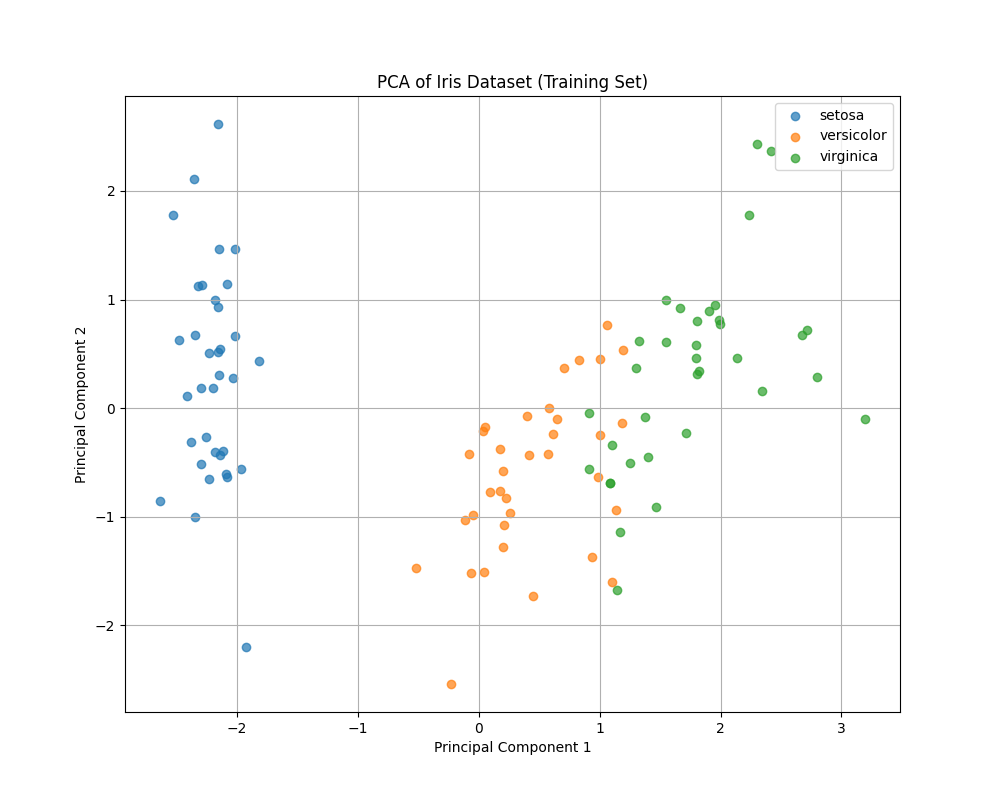 PCA of Iris Dataset (Training Set)
setosa
versicolor
virginica
2
1
0
−1
−2
Principal Component 2
−2
−1
0
1
2
3
Principal Component 1